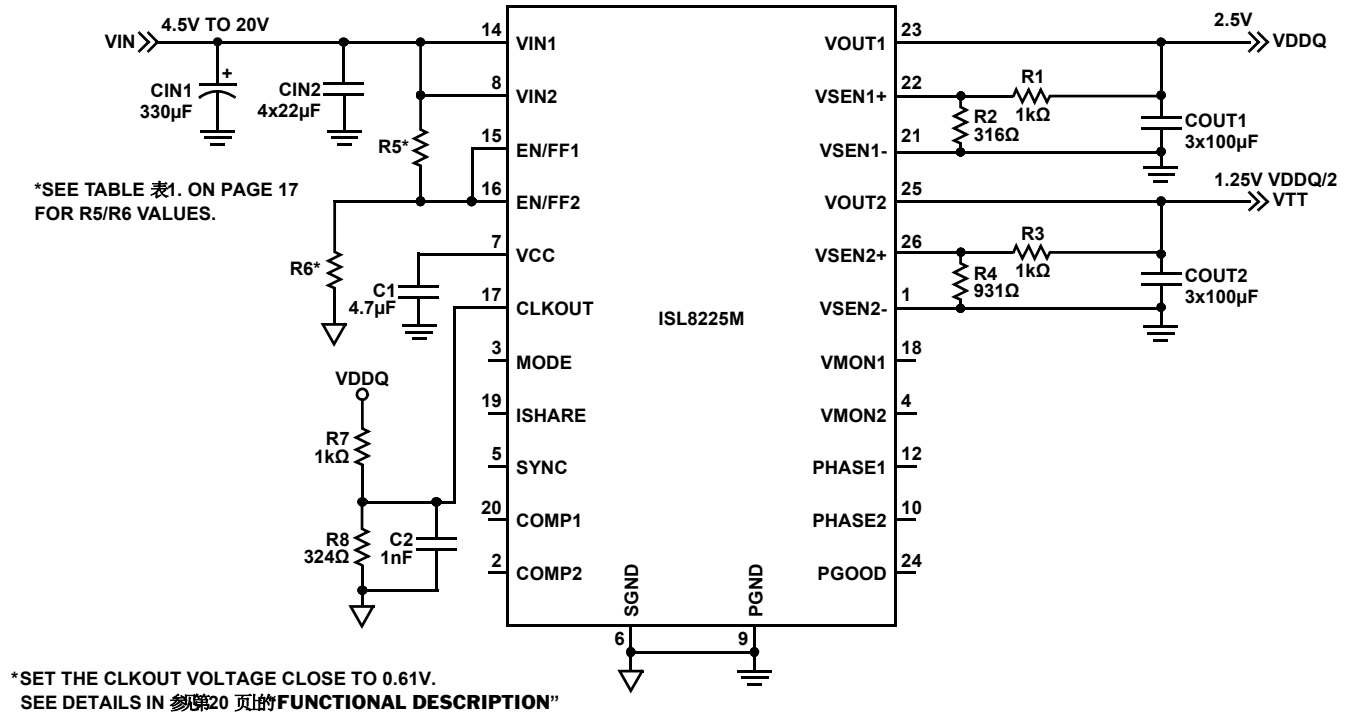 4.5V TO 20V
VIN
CIN1
330µF
+
CIN2
4x22µF
R5*
*SEE TABLE 表1. ON PAGE 17
FOR R5/R6 VALUES.
R6*
C1
4.7µF
VDDQ
R7
1kΩ
R8
324Ω
C2
1nF
14 VIN1
8 VIN2
15 EN/FF1
16 EN/FF2
7 VCC
17 CLKOUT
3 MODE
19 ISHARE
5 SYNC
20 COMP1
2 COMP2
ISL8225M
6 SGND
9 PGND
VOUT1 23
VSEN1+ 22
VSEN1- 21
VOUT2 25
VSEN2+ 26
VSEN2- 1
VMON1 18
VMON2 4
PHASE1 12
PHASE2 10
PGOOD 24
2.5V
VDDQ
R1
1kΩ
R2
316Ω
COUT1
3x100µF
1.25V VDDQ/2
VTT
R3
1kΩ
R4
931Ω
COUT2
3x100µF
*SET THE CLKOUT VOLTAGE CLOSE TO 0.61V.
SEE DETAILS IN 参见第20 页上的“FUNCTIONAL DESCRIPTION”